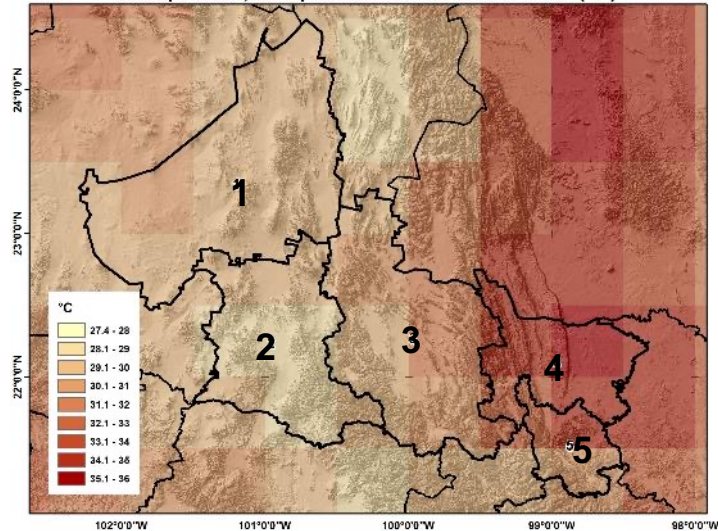 24°0'0"N
1
23°0'0"N
°C
27.4 - 28
28.1 - 29
29.1 - 30
30.1 - 31
31.1 - 32
32.1 - 33
33.1 - 34
34.1 - 35
35.1 - 36
2
3
22°0'0"N
4
5
5
102°0'0"W
101°0'0"W
100°0'0"W
99°0'0"W
98°0'0"W